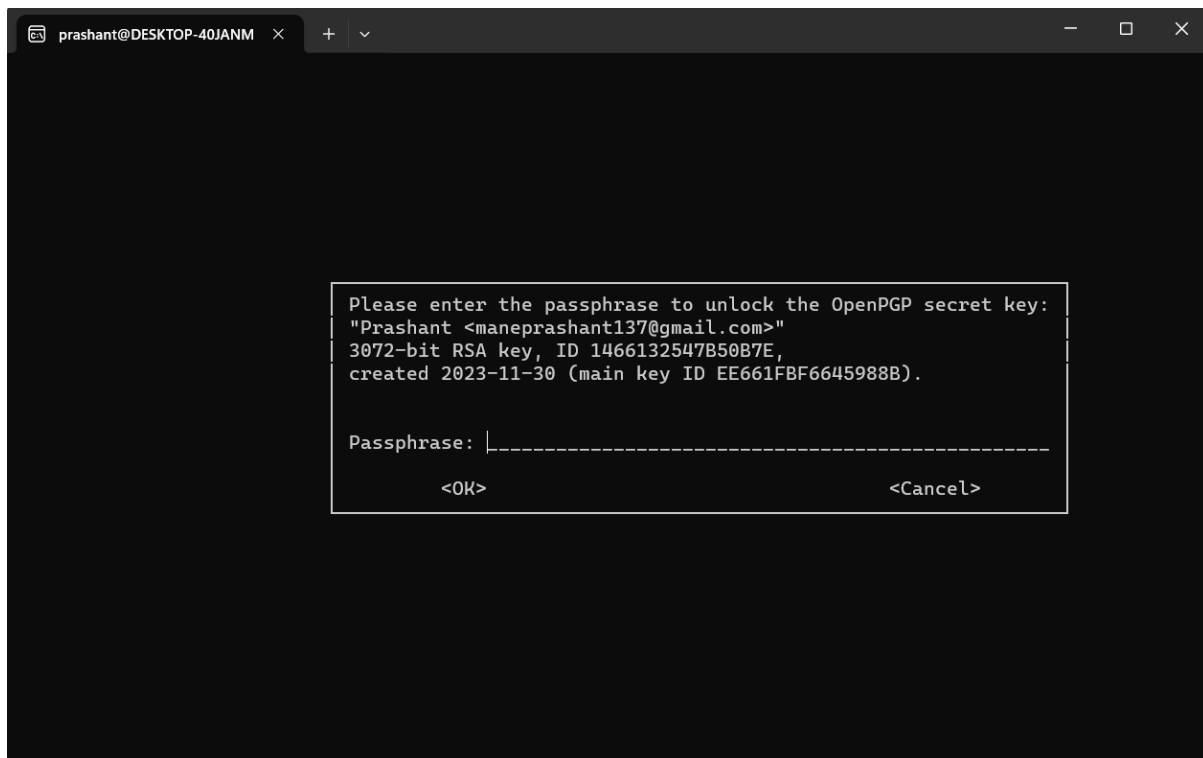 prashant@DESKTOP-40JANM
Please enter the passphrase to unlock the OpenPGP secret key:
"Prashant <maneprashant137@gmail.com>"
3072-bit RSA key, ID 1466132547B50B7E,
created 2023-11-30 (main key ID EE661FBF6645988B).
Passphrase: _________________________________________________
<OK> <Cancel>